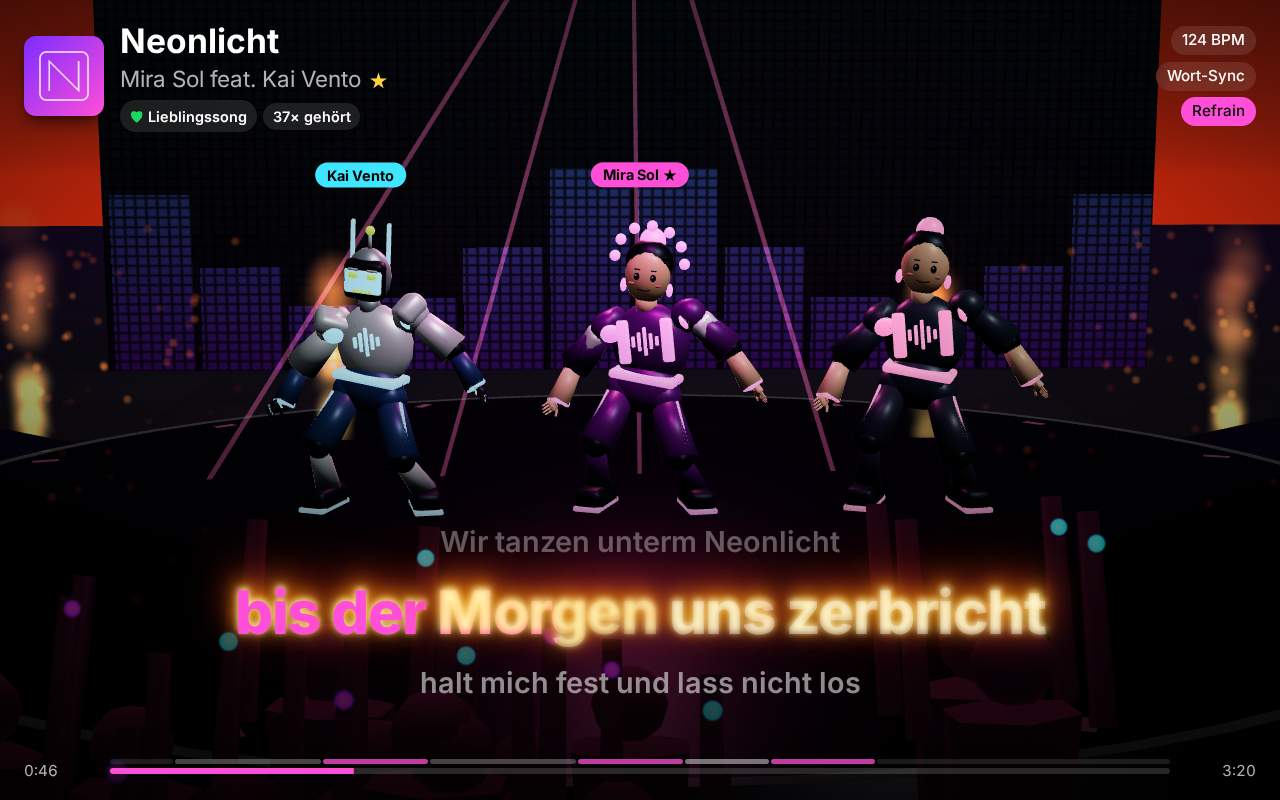 N
Neonlicht
Mira Sol feat. Kai Vento ★
Lieblingssong
37× gehört
124 BPM
Wort-Sync
Refrain
Kai Vento
Mira Sol ★
Wir tanzen unterm Neonlicht
bis der Morgen uns zerbricht
halt mich fest und lass nicht los
0:46
3:20